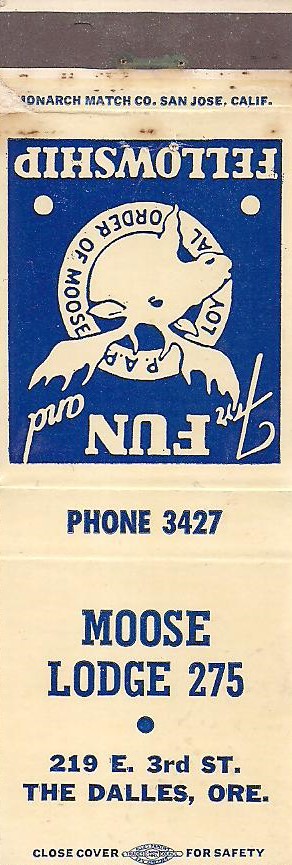 MONARCH MATCH CO. SAN JOSE, CALIF.
For
FUN
and
P.A.P.
LOYAL ORDER OF MOOSE
FELLOWSHIP
PHONE 3427
MOOSE
LODGE 275
219 E. 3rd ST.
THE DALLES, ORE.
CLOSE COVER FOR SAFETY